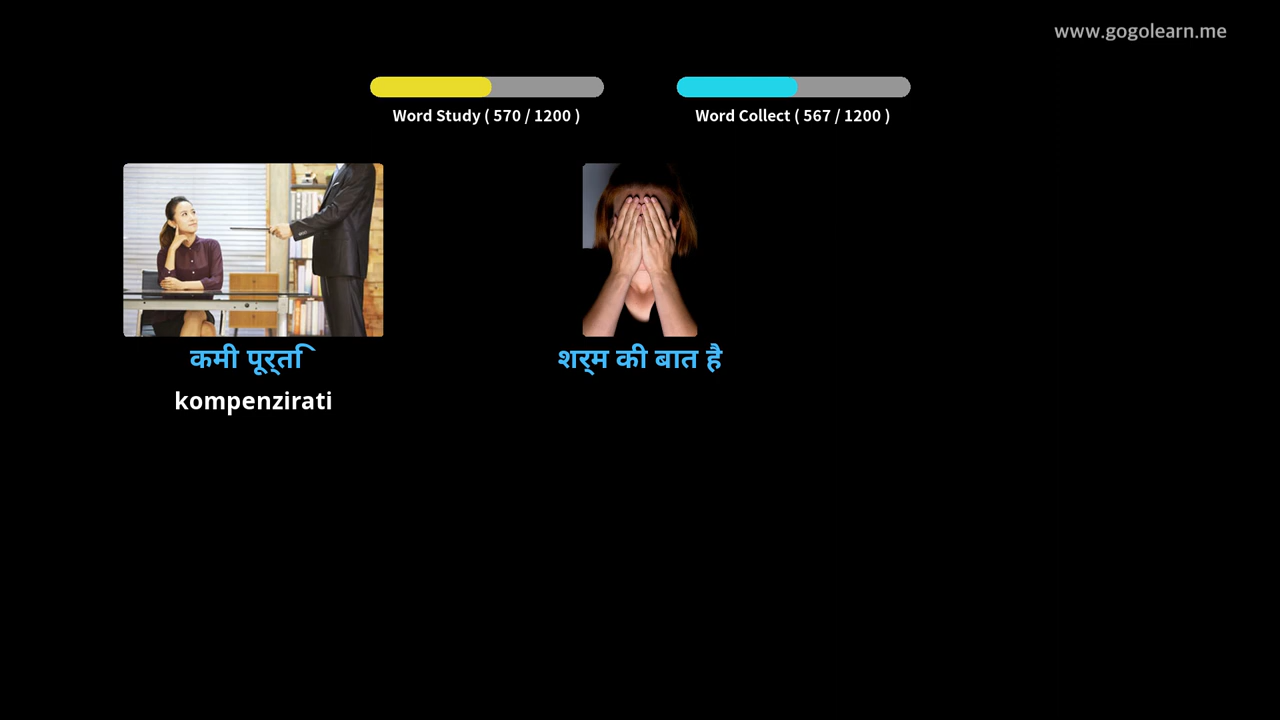 www.gogolearn.me
Word Study ( 570 / 1200 )
Word Collect ( 567 / 1200 )
कमी पूर्ति
शर्म की बात है
kompenzirati